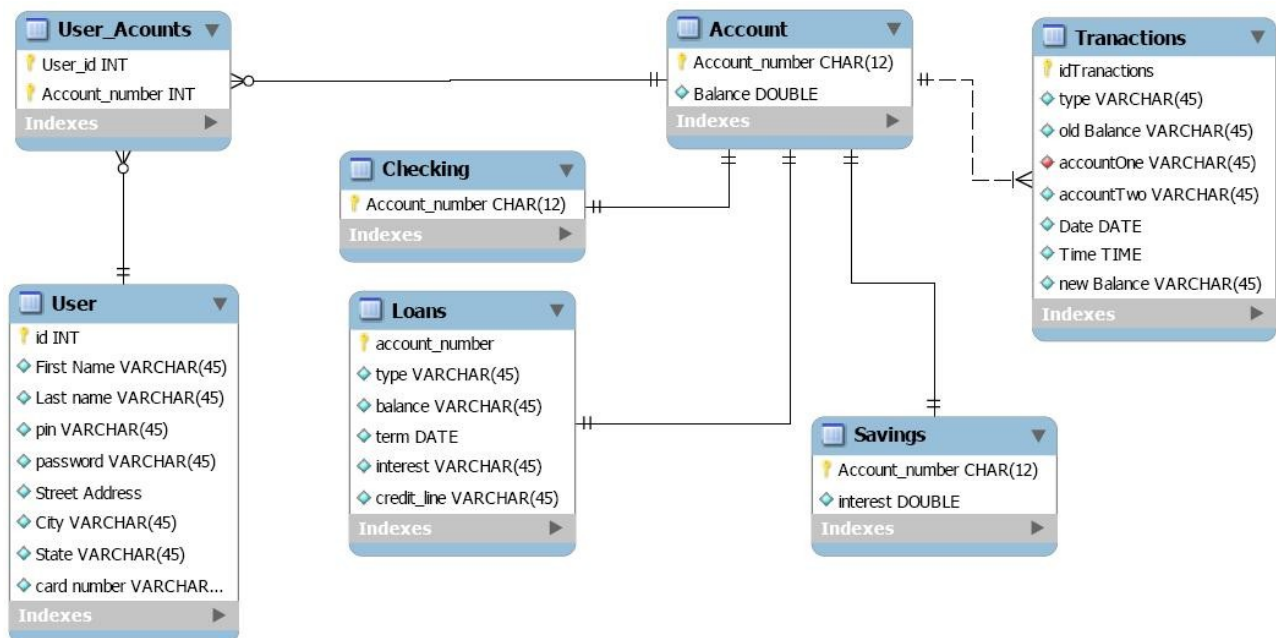 User_Acounts
User_id INT
Account_number INT
Indexes
Account
Account_number CHAR(12)
Balance DOUBLE
Indexes
Tranactions
idTranactions
type VARCHAR(45)
old Balance VARCHAR(45)
accountOne VARCHAR(45)
accountTwo VARCHAR(45)
Date DATE
Time TIME
new Balance VARCHAR(45)
Indexes
Checking
Account_number CHAR(12)
Indexes
User
id INT
First Name VARCHAR(45)
Last name VARCHAR(45)
pin VARCHAR(45)
password VARCHAR(45)
Street Address
City VARCHAR(45)
State VARCHAR(45)
card number VARCHAR...
Indexes
Loans
account_number
type VARCHAR(45)
balance VARCHAR(45)
term DATE
interest VARCHAR(45)
credit_line VARCHAR(45)
Indexes
Savings
Account_number CHAR(12)
interest DOUBLE
Indexes